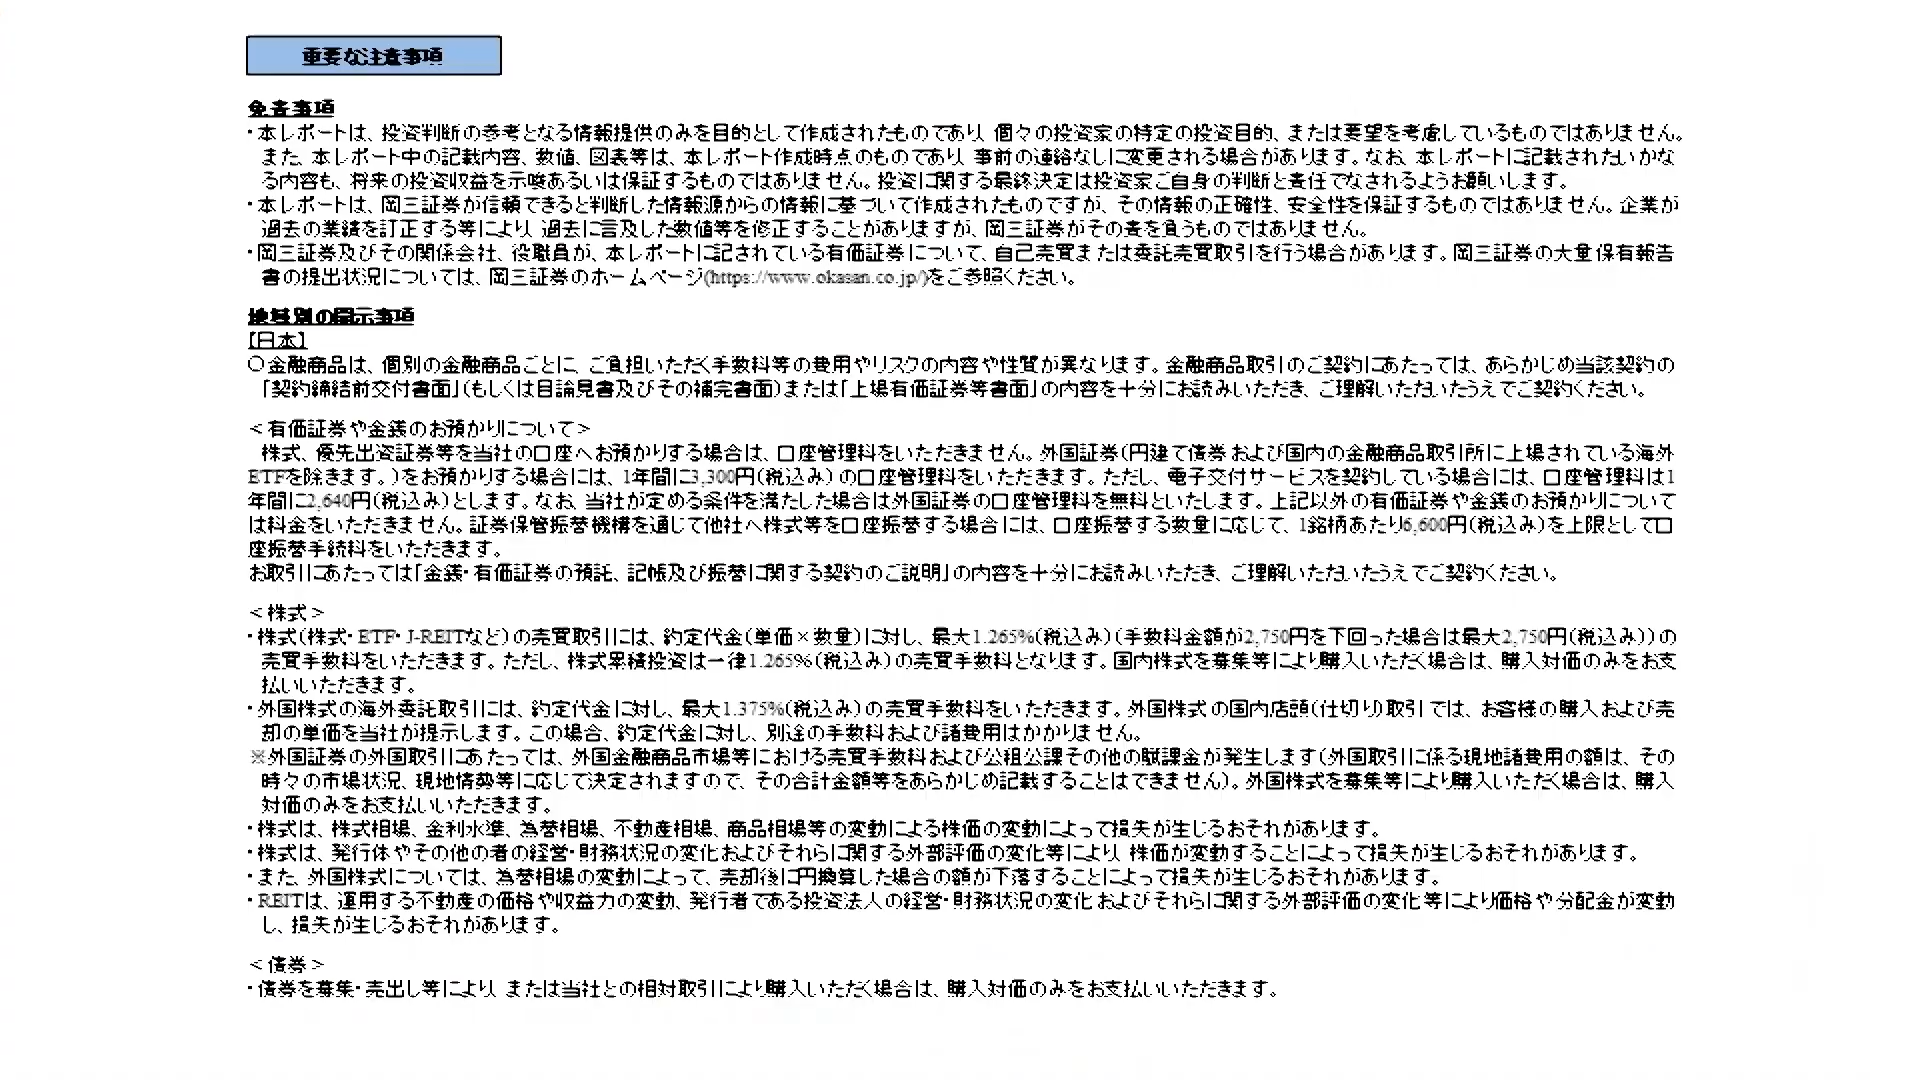 重要な注意事項
免責事項
・本レポートは、投資判断の参考となる情報提供のみを目的として作成されたものであり、個々の投資家の特定の投資目的、または要望を考慮しているものではありません。
また、本レポート中の記載内容、数値、図表等は、本レポート作成時点のものであり、事前の連絡なしに変更される場合があります。なお、本レポートに記載されたいかな
る内容も、将来の投資収益を示唆あるいは保証するものではありません。投資に関する最終決定は投資家ご自身の判断と責任でなされるようお願いします。
・本レポートは、岡三証券が信頼できると判断した情報源からの情報に基づいて作成されたものですが、その情報の正確性、安全性を保証するものではありません。企業が
過去の業績を訂正する等により、過去に言及した数値等を修正することがありますが、岡三証券がその責を負うものではありません。
・岡三証券及びその関係会社、役職員が、本レポートに記されている有価証券について、自己売買または委託売買取引を行う場合があります。岡三証券の大量保有報告
書の提出状況については、岡三証券のホームページ(https://www.okasan.co.jp/)をご参照ください。
地域別の開示事項
【日本】
○金融商品は、個別の金融商品ごとに、ご負担いただく手数料等の費用やリスクの内容や性質が異なります。金融商品取引のご契約にあたっては、あらかじめ当該契約の
「契約締結前交付書面」(もしくは目論見書及びその補完書面)または「上場有価証券等書面」の内容を十分にお読みいただき、ご理解いただいたうえでご契約ください。
＜有価証券や金銭のお預かりについて＞
株式、優先出資証券等を当社の口座へお預かりする場合は、口座管理料をいただきません。外国証券(円建て債券および国内の金融商品取引所に上場されている海外
ETFを除きます。)をお預かりする場合には、1年間に3,300円(税込み)の口座管理料をいただきます。ただし、電子交付サービスを契約している場合には、口座管理料は1
年間に2,640円(税込み)とします。なお、当社が定める条件を満たした場合は外国証券の口座管理料を無料といたします。上記以外の有価証券や金銭のお預かりについて
は料金をいただきません。証券保管振替機構を通じて他社へ株式等を口座振替する場合には、口座振替する数量に応じて、1銘柄あたり6,600円(税込み)を上限として口
座振替手続料をいただきます。
お取引にあたっては「金銭・有価証券の預託、記帳及び振替に関する契約のご説明」の内容を十分にお読みいただき、ご理解いただいたうえでご契約ください。
＜株式＞
・株式(株式・ETF・J-REITなど)の売買取引には、約定代金(単価×数量)に対し、最大1.265%(税込み)(手数料金額が2,750円を下回った場合は最大2,750円(税込み))の
売買手数料をいただきます。ただし、株式累積投資は一律1.265%(税込み)の売買手数料となります。国内株式を募集等により購入いただく場合は、購入対価のみをお支
払いいただきます。
・外国株式の海外委託取引には、約定代金に対し、最大1.375%(税込み)の売買手数料をいただきます。外国株式の国内店頭(仕切り)取引では、お客様の購入および売
却の単価を当社が提示します。この場合、約定代金に対し、別途の手数料および諸費用はかかりません。
※外国証券の外国取引にあたっては、外国金融商品市場等における売買手数料および公租公課その他の賦課金が発生します(外国取引に係る現地諸費用の額は、その
時々の市場状況、現地情勢等に応じて決定されますので、その合計金額等をあらかじめ記載することはできません)。外国株式を募集等により購入いただく場合は、購入
対価のみをお支払いいただきます。
・株式は、株式相場、金利水準、為替相場、不動産相場、商品相場等の変動による株価の変動によって損失が生じるおそれがあります。
・株式は、発行体やその他の者の経営・財務状況の変化およびそれらに関する外部評価の変化等により、株価が変動することによって損失が生じるおそれがあります。
・また、外国株式については、為替相場の変動によって、売却後に円換算した場合の額が下落することによって損失が生じるおそれがあります。
・REITは、運用する不動産の価格や収益力の変動、発行者である投資法人の経営・財務状況の変化およびそれらに関する外部評価の変化等により価格や分配金が変動
し、損失が生じるおそれがあります。
＜債券＞
・債券を募集・売出し等により、または当社との相対取引により購入いただく場合は、購入対価のみをお支払いいただきます。